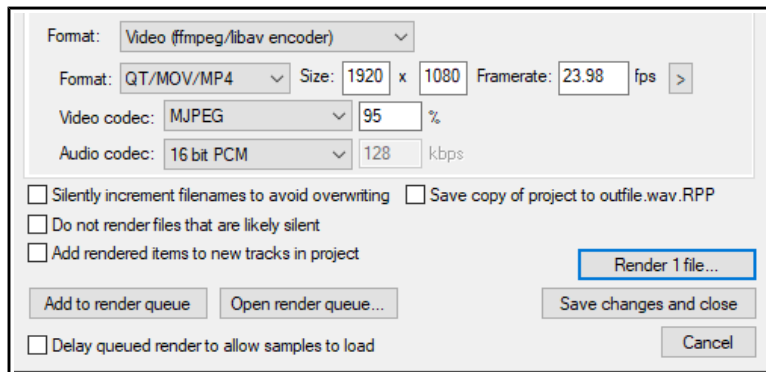 Format: Video (ffmpeg/libav encoder)
Format: QT/MOV/MP4 Size: 1920 x 1080 Framerate: 23.98 fps >
Video codec: MJPEG 95 %
Audio codec: 16 bit PCM 128 kbps
Silently increment filenames to avoid overwriting Save copy of project to outfile.wav.RPP
Do not render files that are likely silent
Add rendered items to new tracks in project
Render 1 file...
Add to render queue Open render queue... Save changes and close
Delay queued render to allow samples to load Cancel